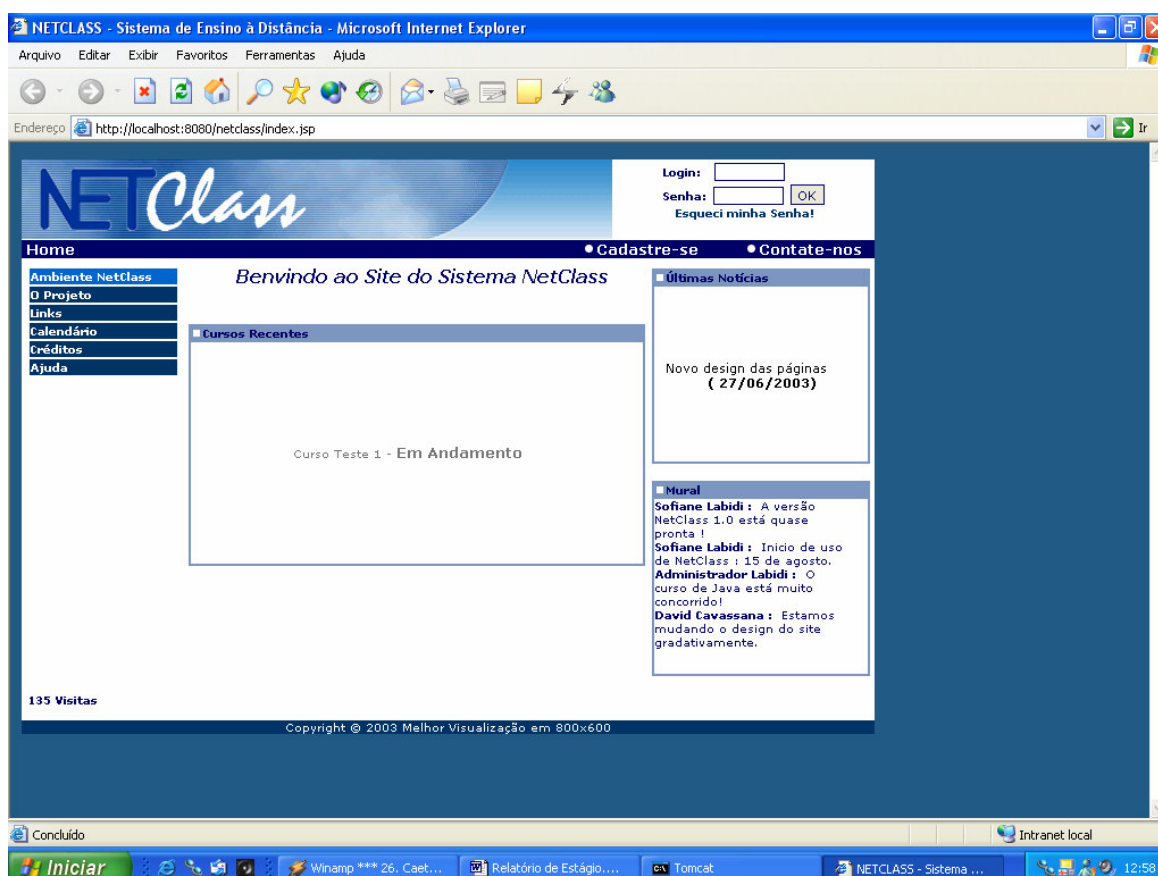 NETCLASS - Sistema de Ensino à Distância - Microsoft Internet Explorer
Arquivo Editar Exibir Favoritos Ferramentas Ajuda
Endereço http://localhost:8080/netclass/index.jsp Ir
NETClass
Login:
Senha: OK
Esqueci minha Senha!
Home Cadastre-se Contate-nos
Ambiente NetClass
O Projeto
Links
Calendário
Créditos
Ajuda
Benvindo ao Site do Sistema NetClass
Cursos Recentes
Curso Teste 1 - Em Andamento
Últimas Notícias
Novo design das páginas
( 27/06/2003)
Mural
Sofiane Labidi : A versão
NetClass 1.0 está quase
pronta !
Sofiane Labidi : Inicio de uso
de NetClass : 15 de agosto.
Administrador Labidi : O
curso de Java está muito
concorrido!
David Cavassana : Estamos
mudando o design do site
gradativamente.
135 Visitas
Copyright © 2003 Melhor Visualização em 800x600
Concluído Intranet local
Iniciar Winamp *** 26. Caet... Relatório de Estágio.... Tomcat NETCLASS - Sistema ... 12:58